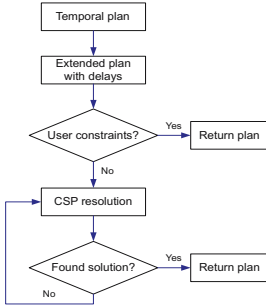 Temporal plan
Extended plan
with delays
User constraints?
Yes
Return plan
No
CSP resolution
Found solution?
Yes
Return plan
No